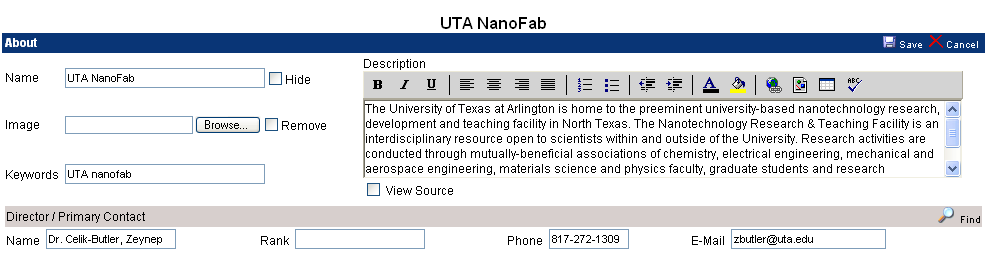 UTA NanoFab
About
Save Cancel
Name UTA NanoFab Hide
Image Browse... Remove
Keywords UTA nanofab
Description
B I U A ABC
The University of Texas at Arlington is home to the preeminent university-based nanotechnology research,
development and teaching facility in North Texas. The Nanotechnology Research & Teaching Facility is an
interdisciplinary resource open to scientists within and outside of the University. Research activities are
conducted through mutually-beneficial associations of chemistry, electrical engineering, mechanical and
aerospace engineering, materials science and physics faculty, graduate students and research
View Source
Director / Primary Contact Find
Name Dr. Celik-Butler, Zeynep Rank Phone 817-272-1309 E-Mail zbutler@uta.edu